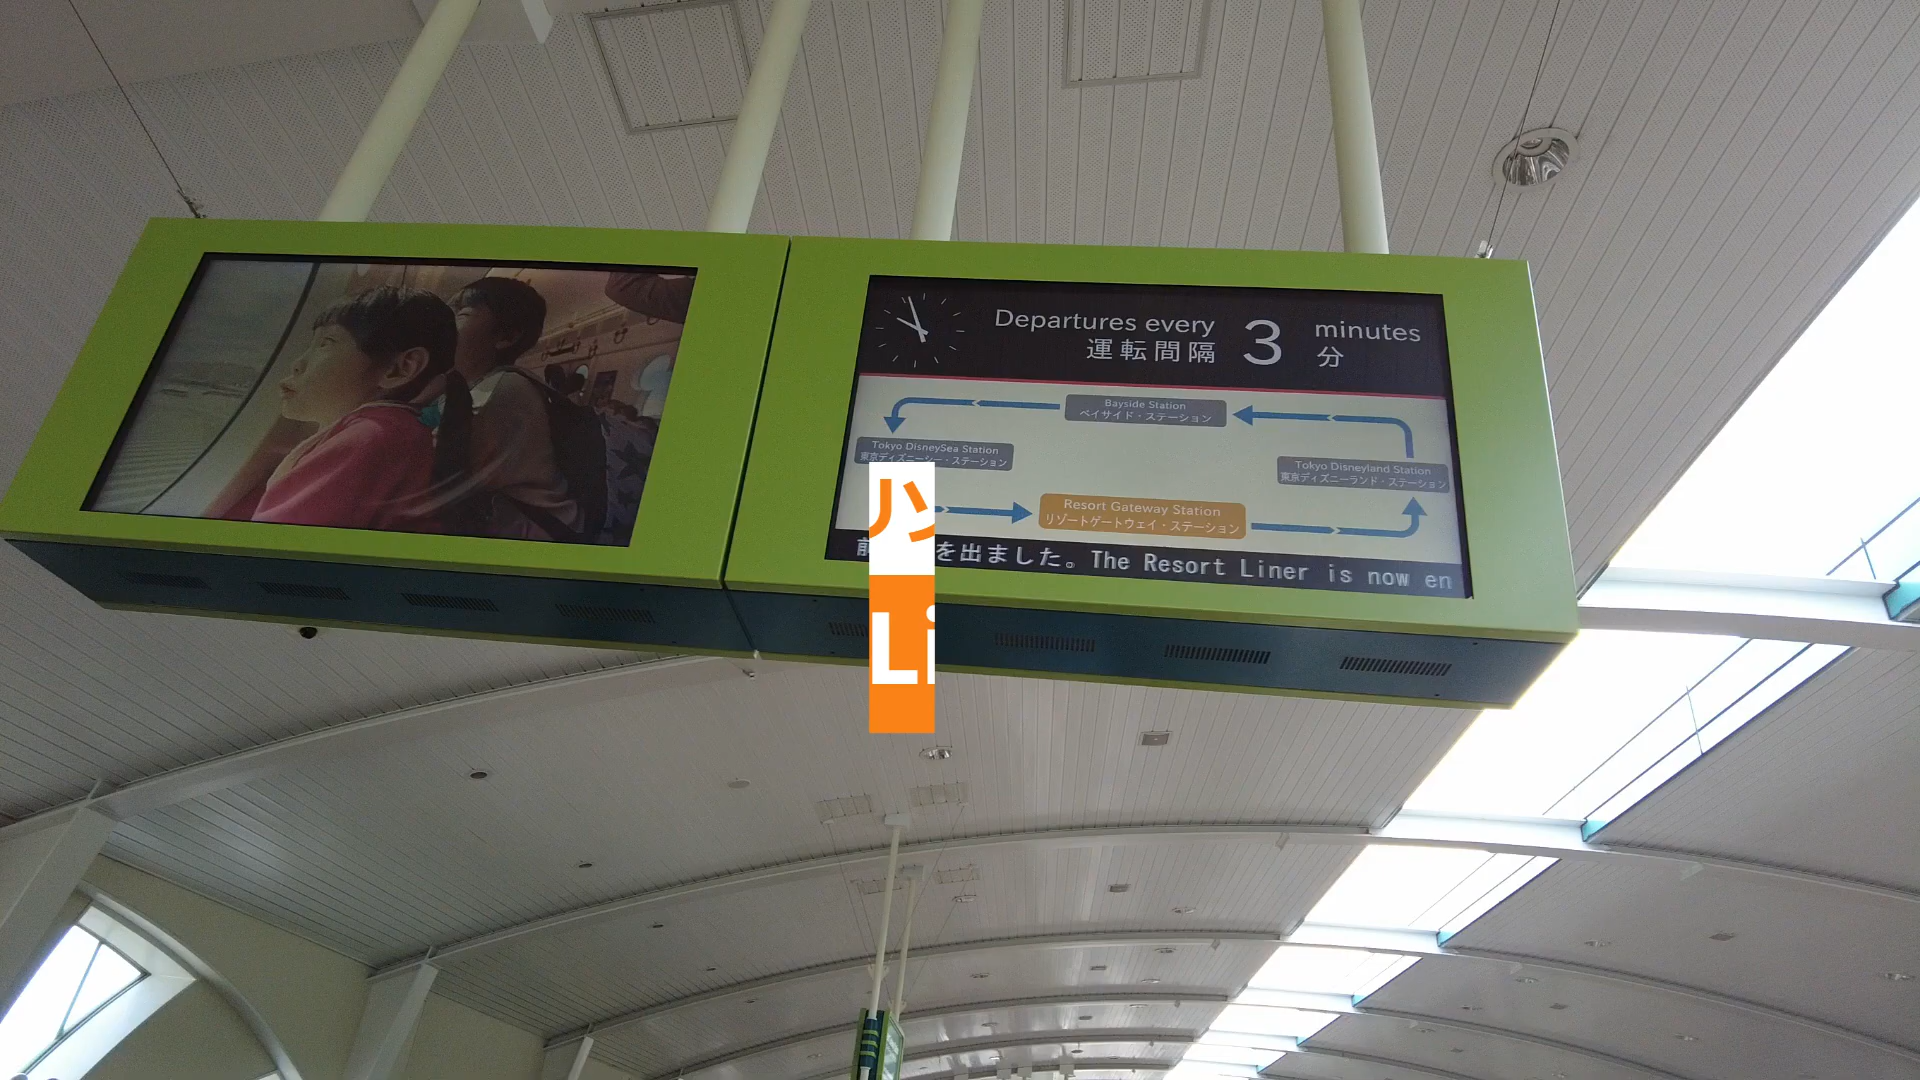 Departures every 3 minutes
運転間隔 分
Bayside Station
ベイサイド・ステーション
Tokyo DisneySea Station
東京ディズニーシー・ステーション
Tokyo Disneyland Station
東京ディズニーランド・ステーション
Resort Gateway Station
リゾートゲートウェイ・ステーション
前 を出ました。The Resort Liner is now en
Li